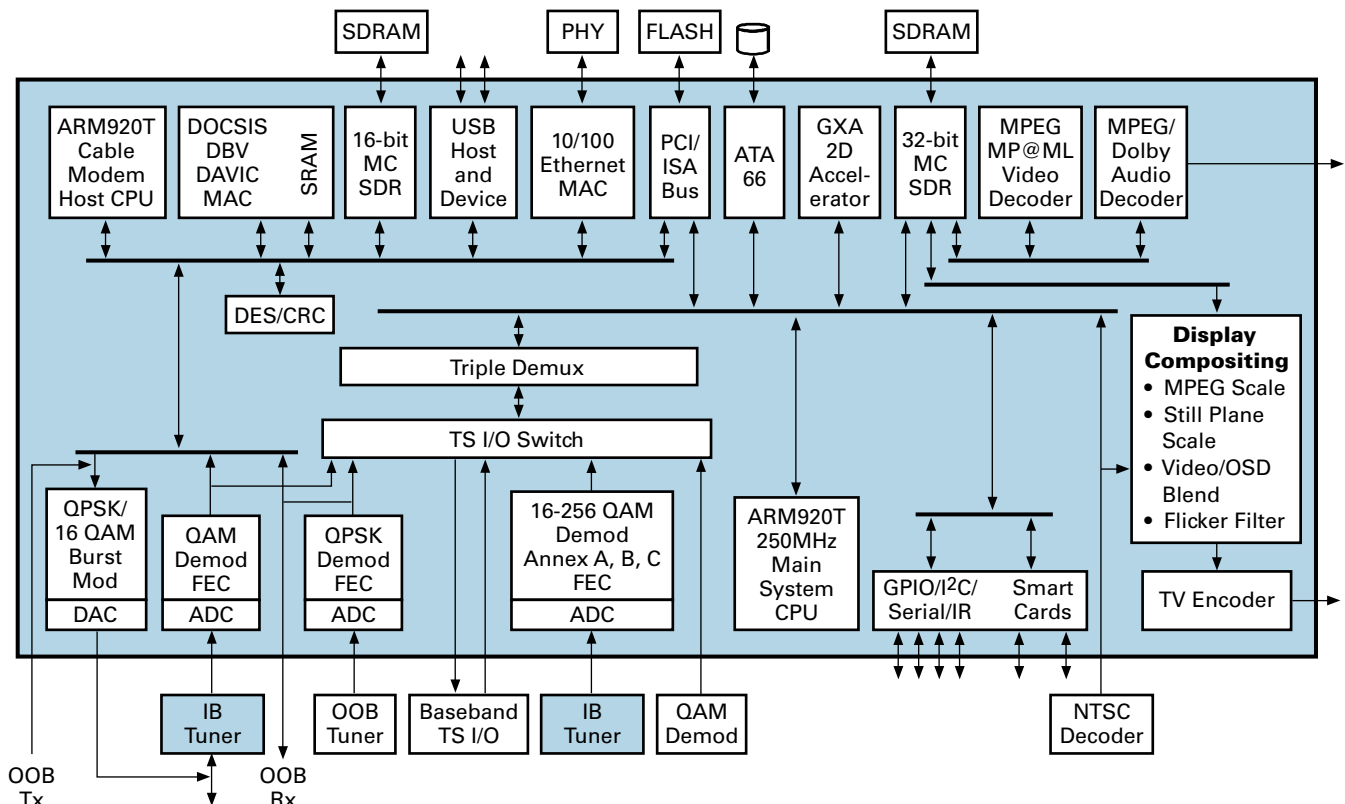 SDRAM
PHY
FLASH
SDRAM
ARM920T
Cable
Modem
Host CPU
DOCSIS
DBV
DAVIC
MAC
SRAM
16-bit
MC
SDR
USB
Host
and
Device
10/100
Ethernet
MAC
PCI/
ISA
Bus
ATA
66
GXA
2D
Accel-
erator
32-bit
MC
SDR
MPEG
MP@ML
Video
Decoder
MPEG/
Dolby
Audio
Decoder
DES/CRC
Triple Demux
TS I/O Switch
Display
Compositing
• MPEG Scale
• Still Plane
Scale
• Video/OSD
Blend
• Flicker Filter
QPSK/
16 QAM
Burst
Mod
DAC
QAM
Demod
FEC
ADC
QPSK
Demod
FEC
ADC
16-256 QAM
Demod
Annex A, B, C
FEC
ADC
ARM920T
250MHz
Main
System
CPU
GPIO/I²C/
Serial/IR
Smart
Cards
TV Encoder
IB
Tuner
OOB
Tuner
Baseband
TS I/O
IB
Tuner
QAM
Demod
NTSC
Decoder
OOB
Tx
OOB
Rx